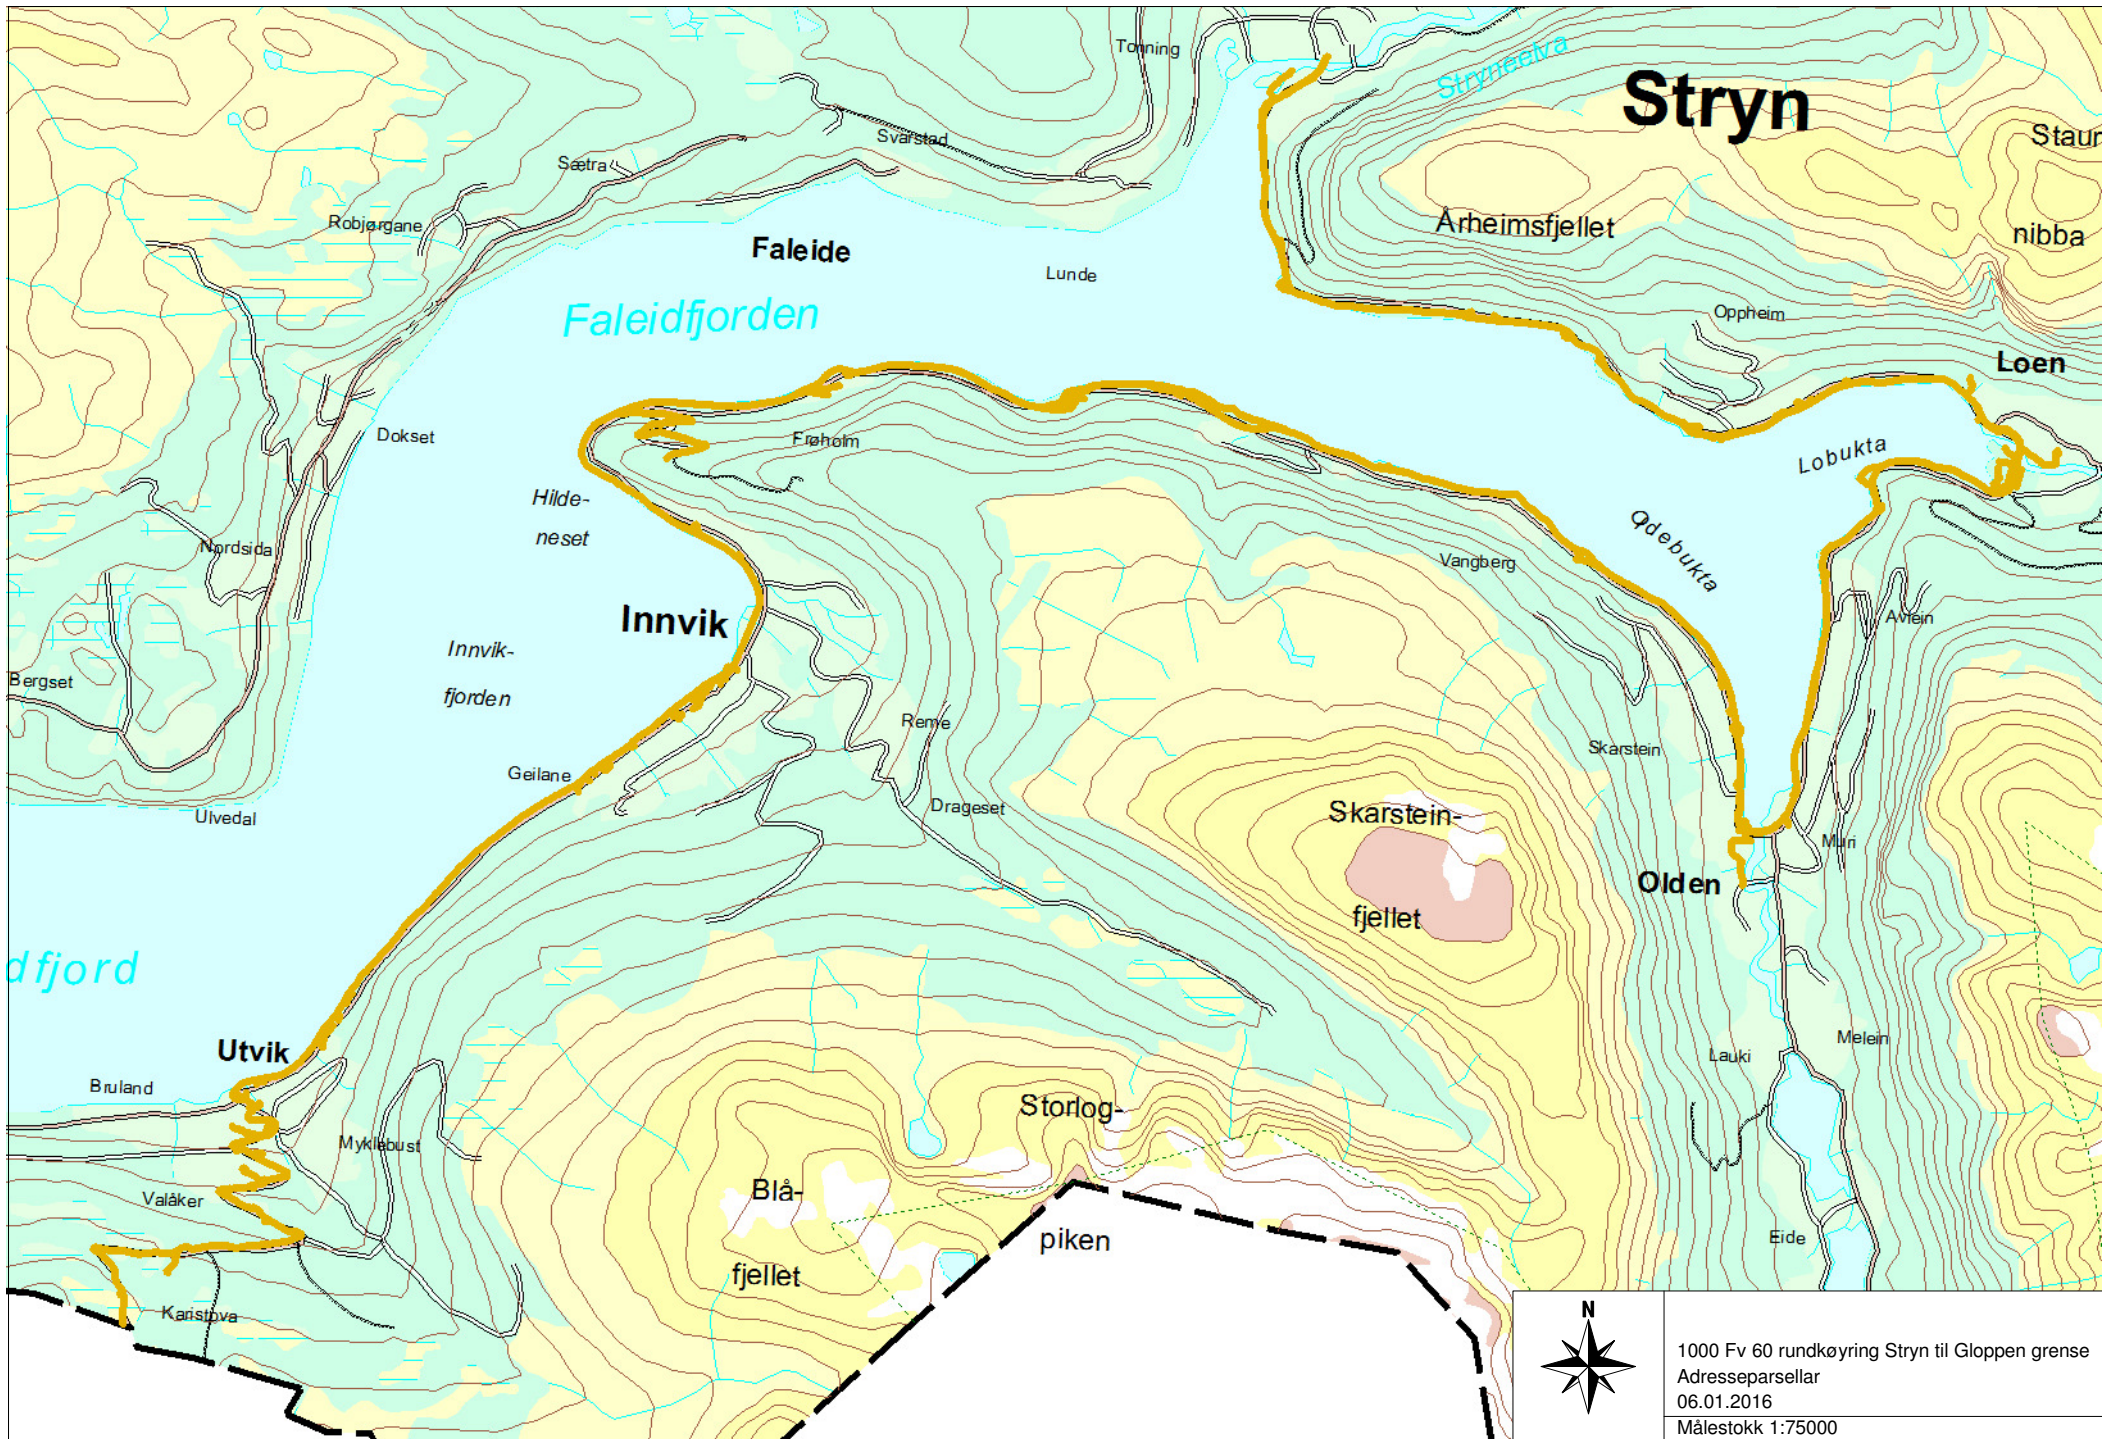 Tonning
Stryneelva
Stryn
Staur
nibba
Svarstad
Sætra
Robjørgane
Årheimsfjellet
Faleide
Lunde
Faleidfjorden
Oppheim
Loen
Dokset
Frøholm
Lobukta
Hilde-
neset
Nordsida
Vangberg
Innvik
Avlein
Innvik-
fjorden
Bergset
Reme
Skarstein
Geilane
Ulvedal
Drageset
Skarstein-
fjellet
Muri
Olden
dfjord
Utvik
Melein
Lauki
Bruland
Storlog-
piken
Myklebust
Valåker
Blå-
fjellet
Eide
Karistova
N
1000 Fv 60 rundkøyring Stryn til Gloppen grense
Adresseparsellar
06.01.2016
Målestokk 1:75000